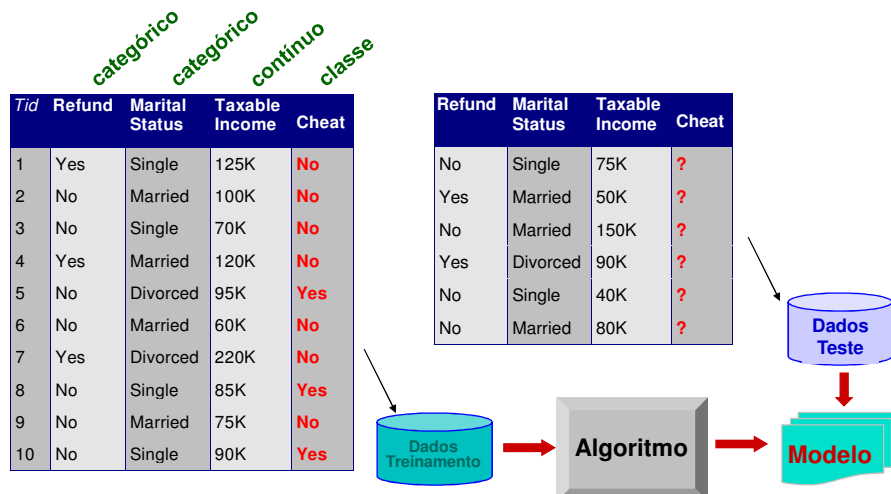 categórico categórico contínuo classe
Tid Refund Marital Status Taxable Income Cheat
1 Yes Single 125K No
2 No Married 100K No
3 No Single 70K No
4 Yes Married 120K No
5 No Divorced 95K Yes
6 No Married 60K No
7 Yes Divorced 220K No
8 No Single 85K Yes
9 No Married 75K No
10 No Single 90K Yes
Refund Marital Status Taxable Income Cheat
No Single 75K ?
Yes Married 50K ?
No Married 150K ?
Yes Divorced 90K ?
No Single 40K ?
No Married 80K ?
Dados
Teste
Dados
Treinamento
Algoritmo
Modelo